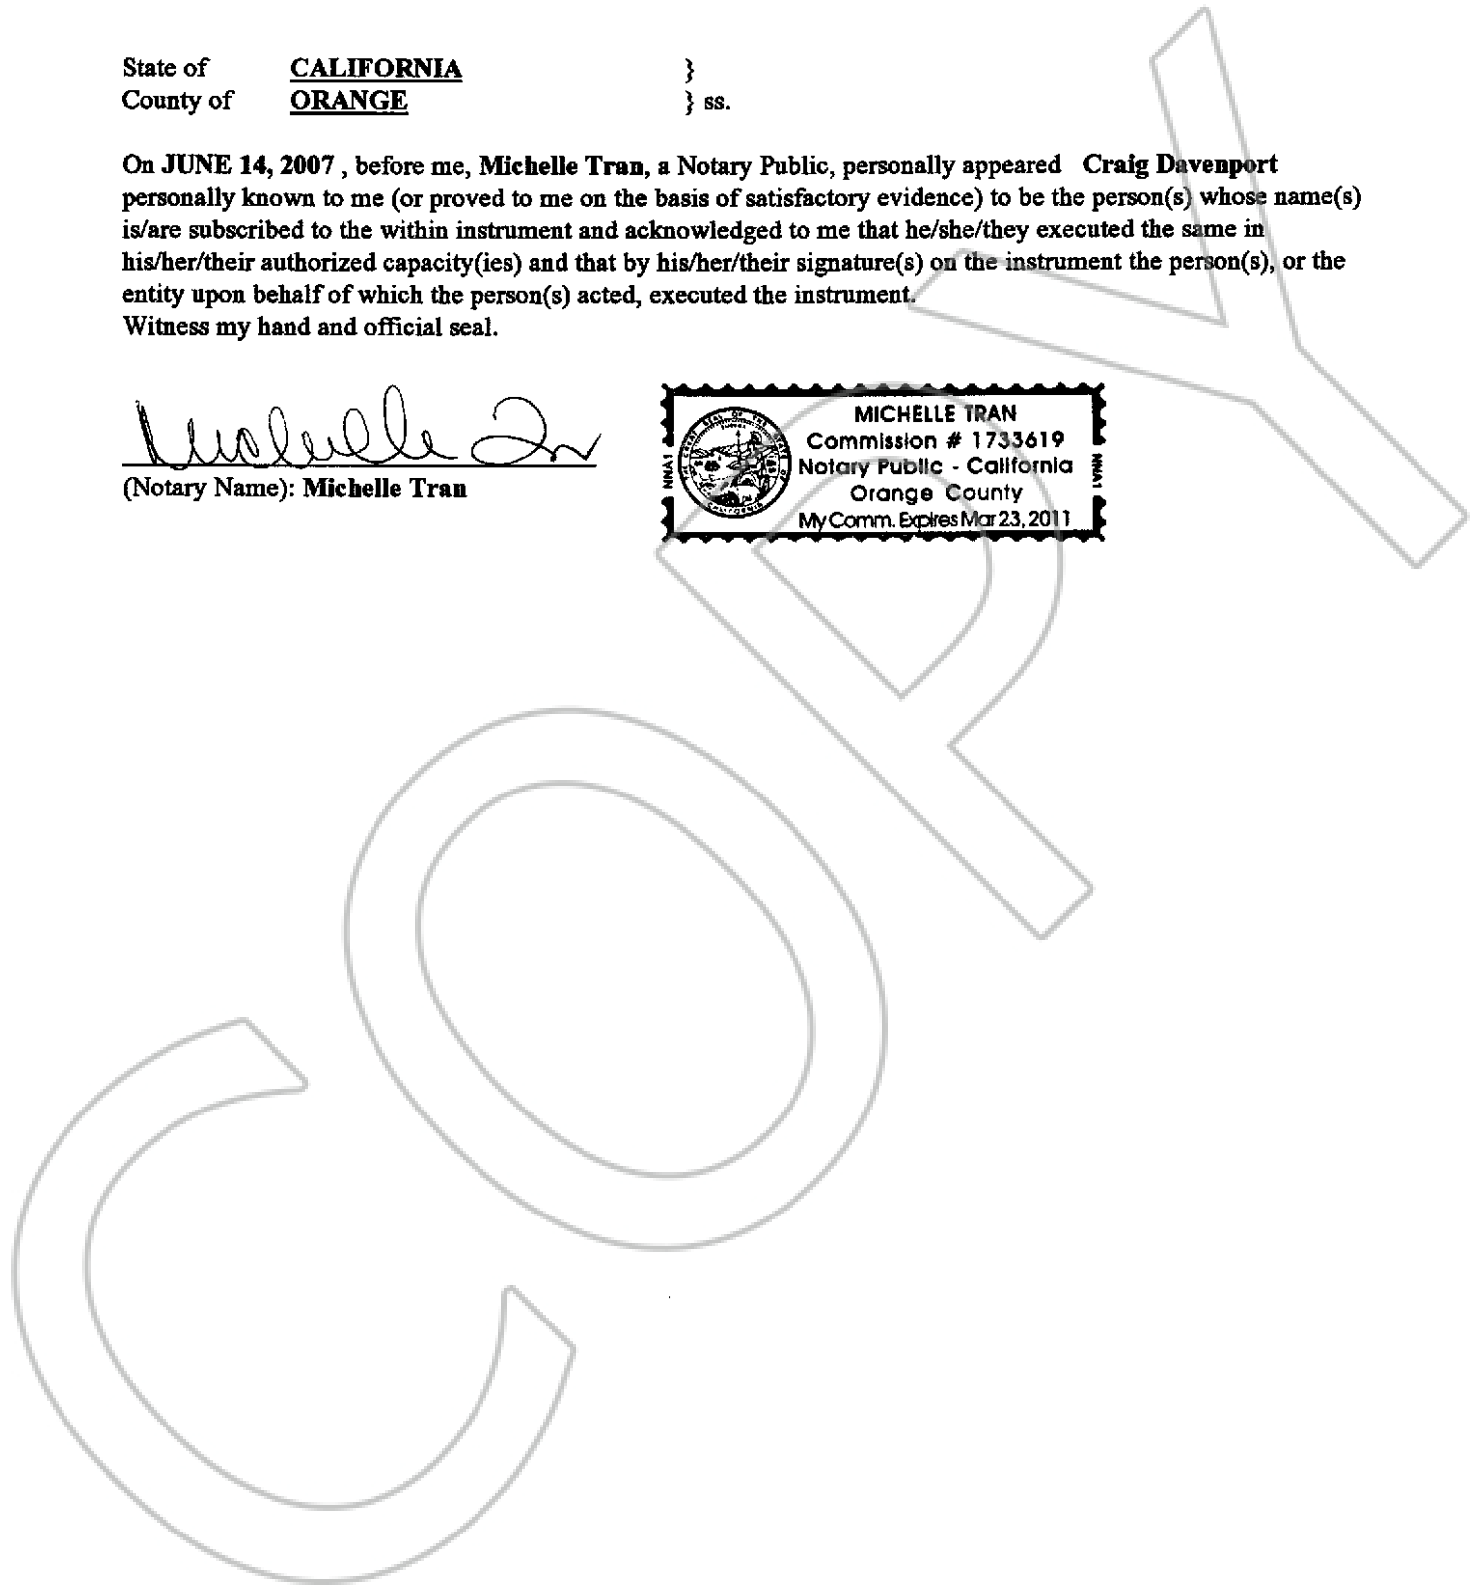 State of CALIFORNIA }
County of ORANGE } ss.
On JUNE 14, 2007 , before me, Michelle Tran, a Notary Public, personally appeared Craig Davenport
personally known to me (or proved to me on the basis of satisfactory evidence) to be the person(s) whose name(s)
is/are subscribed to the within instrument and acknowledged to me that he/she/they executed the same in
his/her/their authorized capacity(ies) and that by his/her/their signature(s) on the instrument the person(s), or the
entity upon behalf of which the person(s) acted, executed the instrument.
Witness my hand and official seal.
Michelle Tran
(Notary Name): Michelle Tran
NNA1
MICHELLE TRAN
Commission # 1733619
Notary Public - California
Orange County
My Comm. Expires Mar 23, 2011
NNA1
COPY